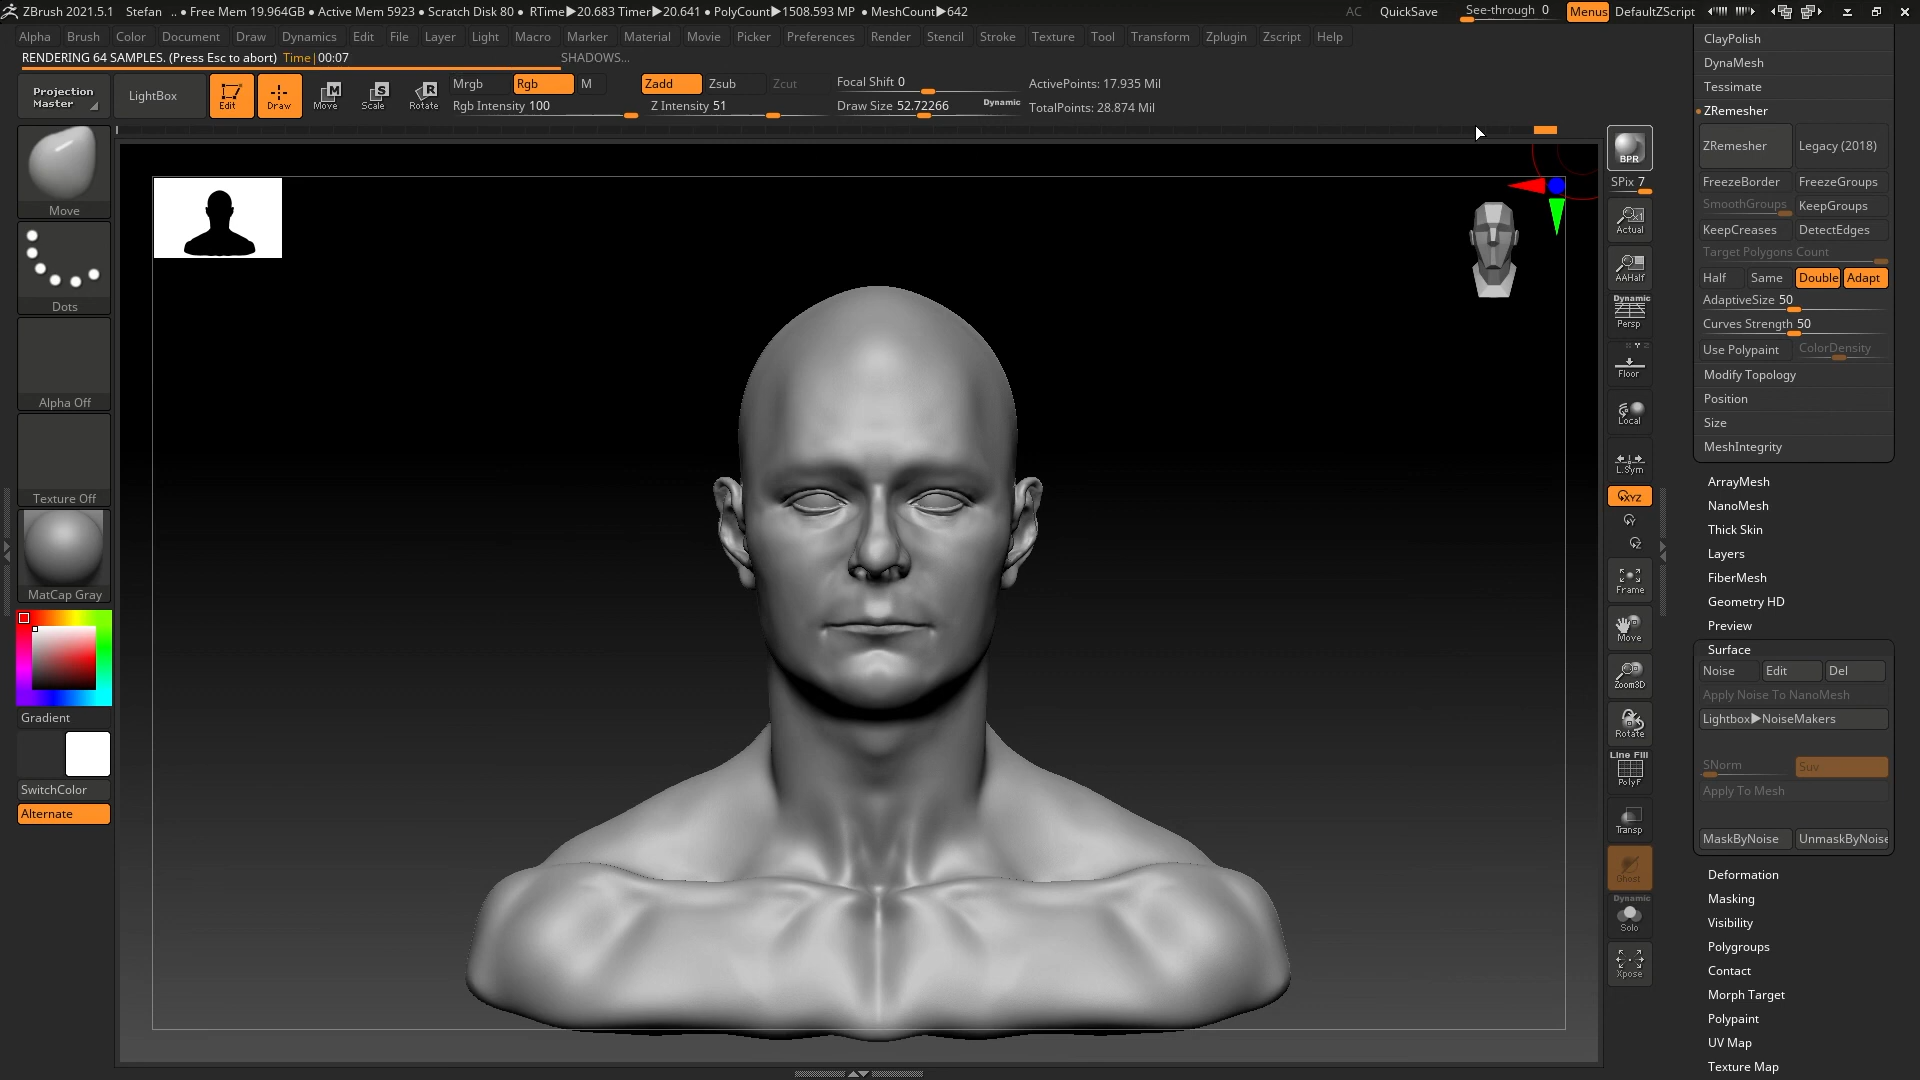 ZBrush 2021.5.1 Stefan .. ● Free Mem 19.964GB ● Active Mem 5923 ● Scratch Disk 80 ● RTime▶20.683 Timer▶20.641 ● PolyCount▶1508.593 MP ● MeshCount▶642 AC QuickSave See-through 0 Menus DefaultZScript
Alpha Brush Color Document Draw Dynamics Edit File Layer Light Macro Marker Material Movie Picker Preferences Render Stencil Stroke Texture Tool Transform Zplugin Zscript Help
RENDERING 64 SAMPLES. (Press Esc to abort) Time|00:07 SHADOWS...
Projection Master
LightBox
Edit
Draw
Move
Scale
Rotate
Mrgb Rgb M
Rgb Intensity 100
Zadd Zsub Zcut
Z Intensity 51
Focal Shift 0
Draw Size 52.72266 Dynamic
ActivePoints: 17.935 Mil
TotalPoints: 28.874 Mil
Move
Dots
Alpha Off
Texture Off
MatCap Gray
Gradient
SwitchColor
Alternate
BPR
SPix 7
Actual
AAHalf
Dynamic
Persp
Floor
Local
L.Sym
XYZ
Y
Z
Frame
Move
Zoom3D
Rotate
Line Fill
PolyF
Transp
Ghost
Dynamic
Solo
Xpose
ClayPolish
DynaMesh
Tessimate
ZRemesher
ZRemesher Legacy (2018)
FreezeBorder FreezeGroups
SmoothGroups KeepGroups
KeepCreases DetectEdges
Target Polygons Count
Half Same Double Adapt
AdaptiveSize 50
Curves Strength 50
Use Polypaint ColorDensity
Modify Topology
Position
Size
MeshIntegrity
ArrayMesh
NanoMesh
Thick Skin
Layers
FiberMesh
Geometry HD
Preview
Surface
Noise Edit Del
Apply Noise To NanoMesh
Lightbox▶NoiseMakers
SNorm Suv
Apply To Mesh
MaskByNoise UnmaskByNoise
Deformation
Masking
Visibility
Polygroups
Contact
Morph Target
Polypaint
UV Map
Texture Map